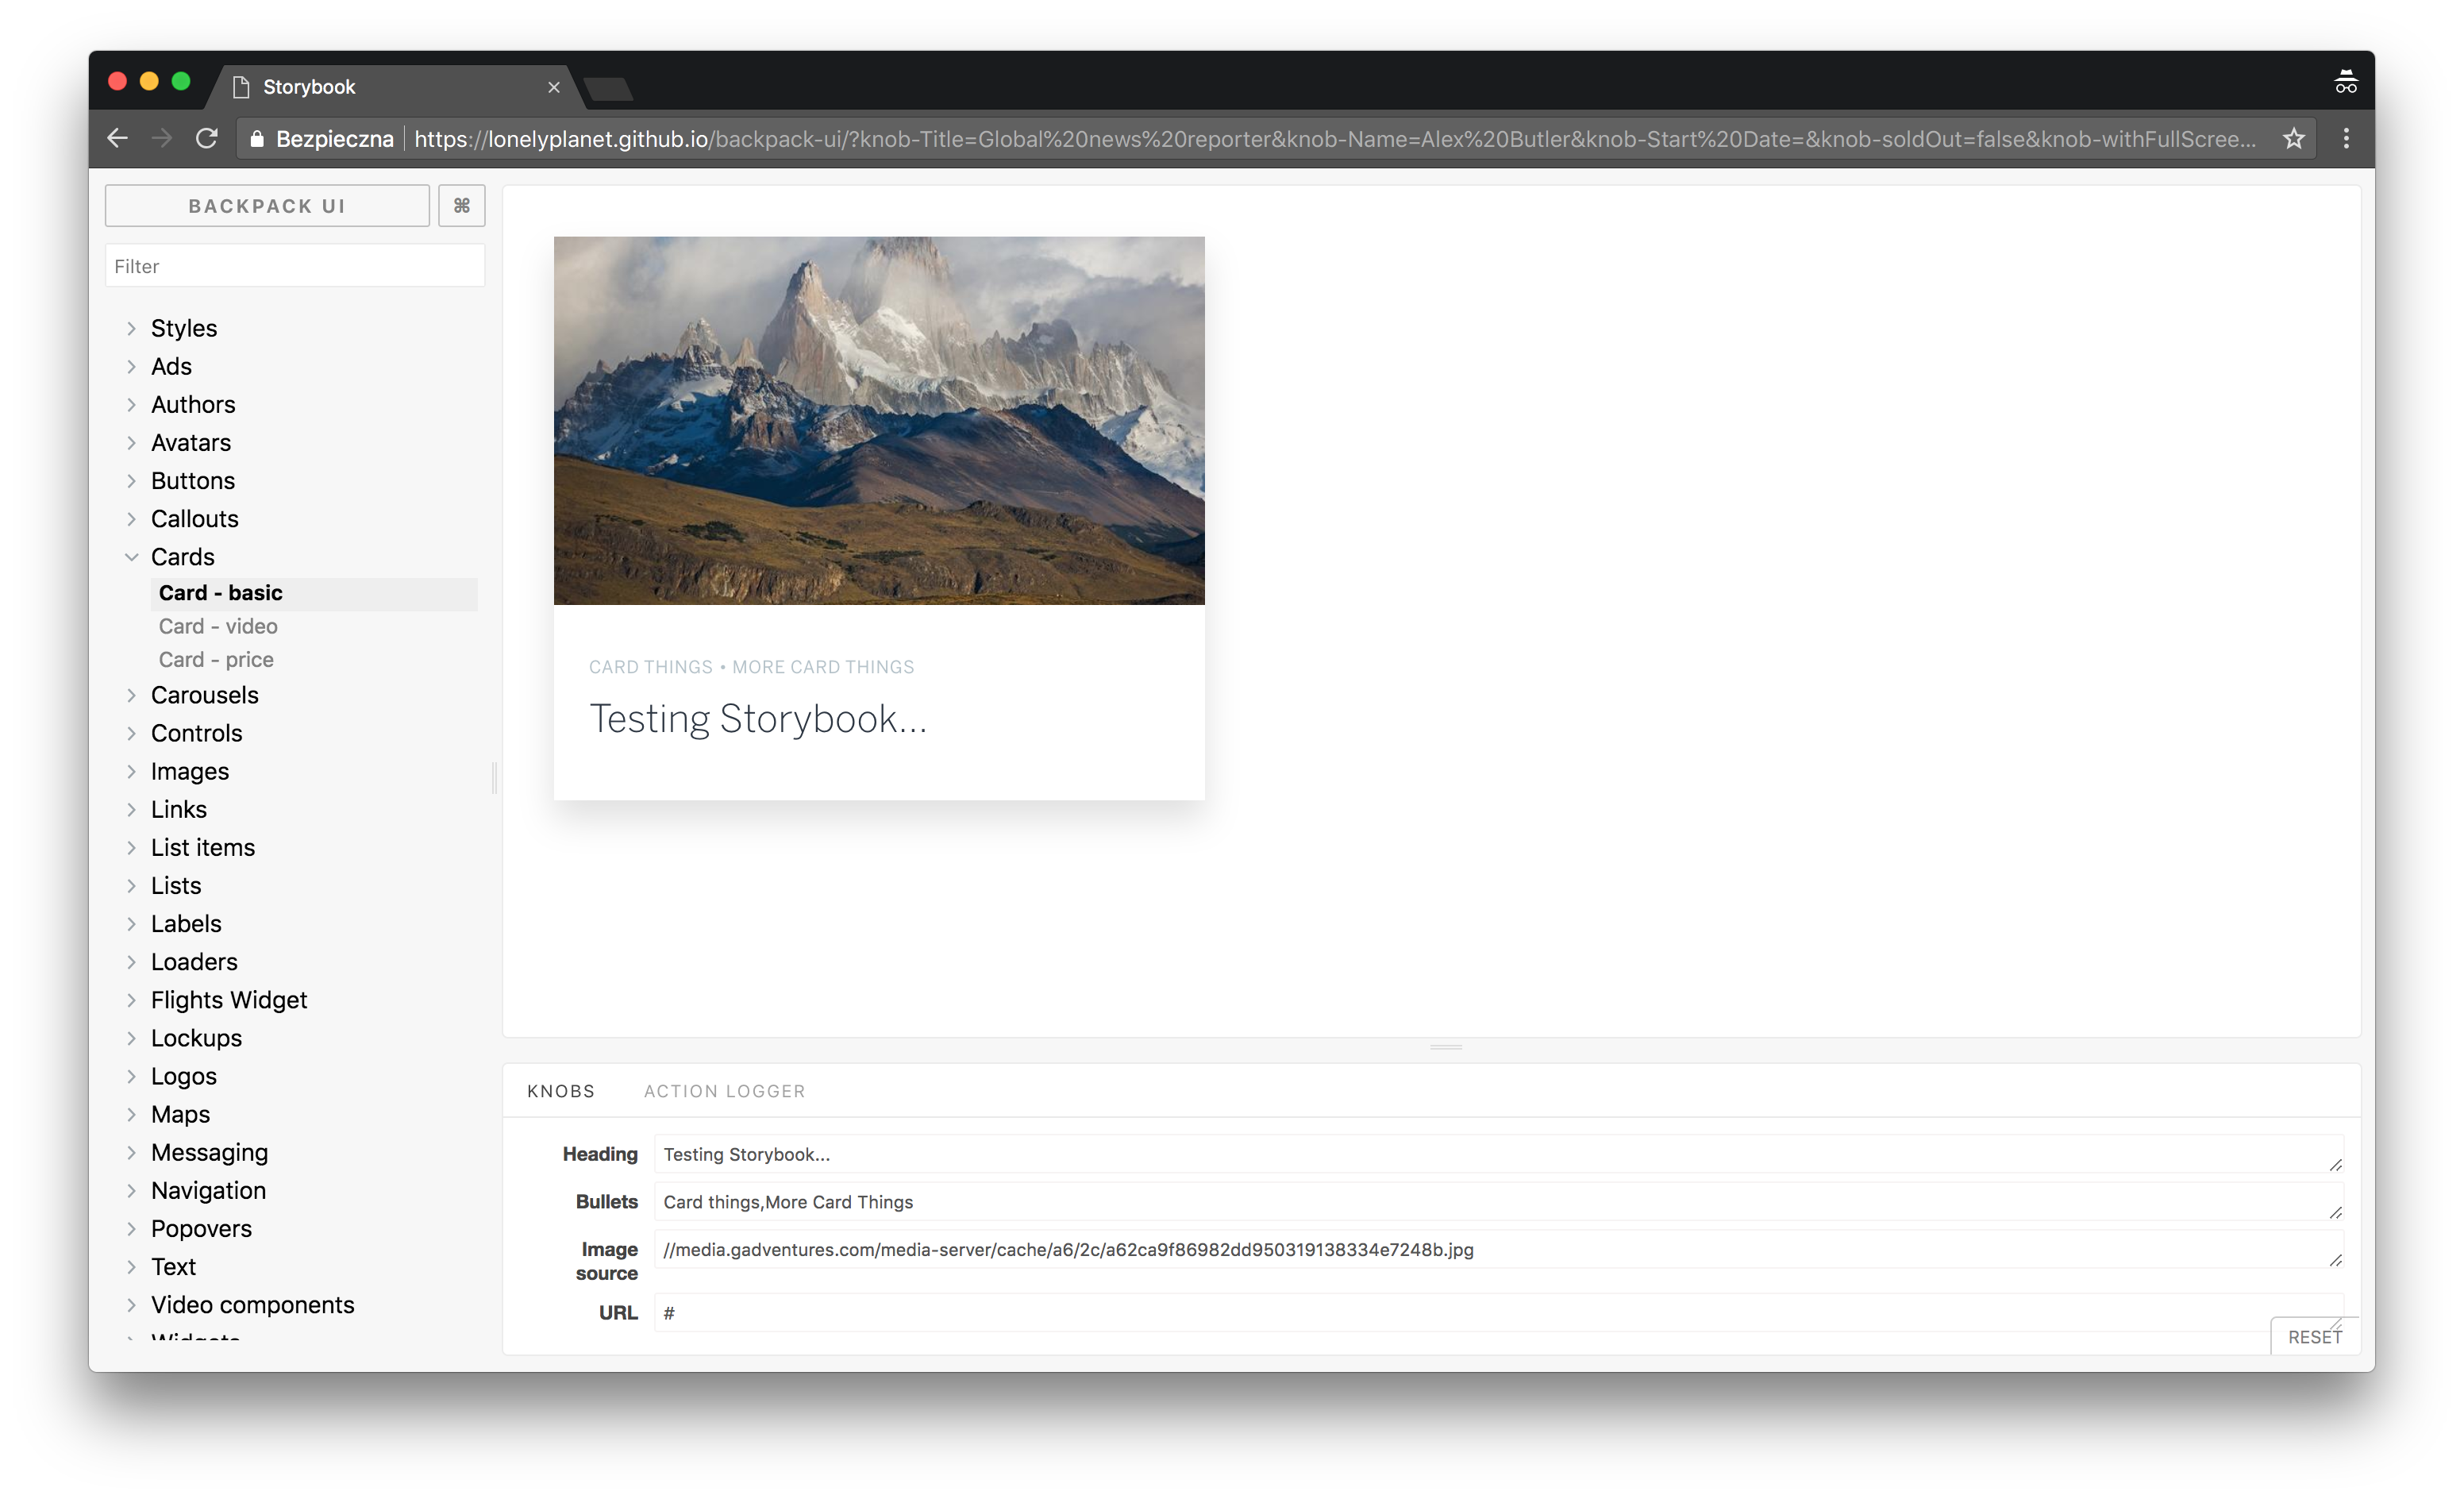 Storybook
Bezpieczna https://lonelyplanet.github.io/backpack-ui/?knob-Title=Global%20news%20reporter&knob-Name=Alex%20Butler&knob-Start%20Date=&knob-soldOut=false&knob-withFullScree...
BACKPACK UI ⌘
Filter
Styles
Ads
Authors
Avatars
Buttons
Callouts
Cards
Card - basic
Card - video
Card - price
Carousels
Controls
Images
Links
List items
Lists
Labels
Loaders
Flights Widget
Lockups
Logos
Maps
Messaging
Navigation
Popovers
Text
Video components
Widgets
CARD THINGS • MORE CARD THINGS
Testing Storybook...
KNOBS ACTION LOGGER
Heading Testing Storybook...
Bullets Card things,More Card Things
Image source //media.gadventures.com/media-server/cache/a6/2c/a62ca9f86982dd950319138334e7248b.jpg
URL #
RESET